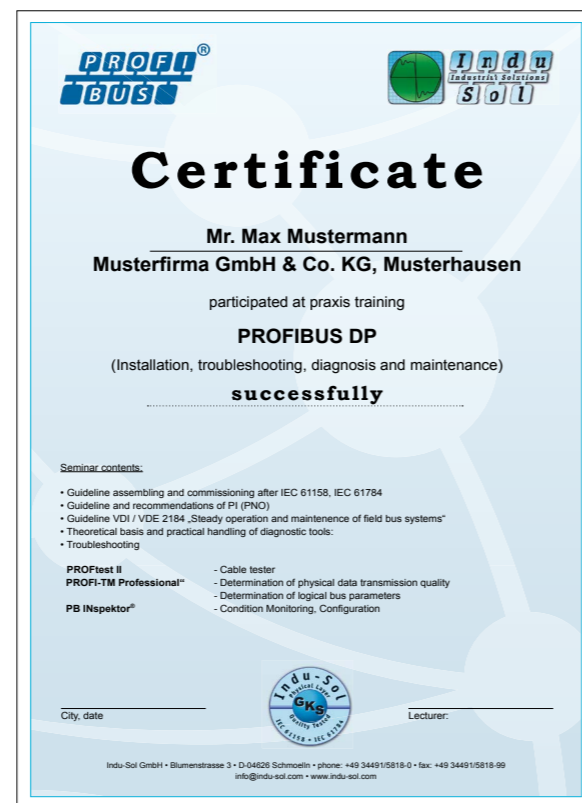 PROFI ® 
BUS
Indu
Industrial Solutions
Sol
Certificate
Mr. Max Mustermann
Musterfirma GmbH & Co. KG, Musterhausen
participated at praxis training
PROFIBUS DP
(Installation, troubleshooting, diagnosis and maintenance)
successfully
Seminar contents:
• Guideline assembling and commissioning after IEC 61158, IEC 61784
• Guideline and recommendations of PI (PNO)
• Guideline VDI / VDE 2184 „Steady operation and maintenence of field bus systems“
• Theoretical basis and practical handling of diagnostic tools:
• Troubleshooting
PROFtest II - Cable tester
PROFI-TM Professional“ - Determination of physical data transmission quality
- Determination of logical bus parameters
PB INspektor® - Condition Monitoring, Configuration
Indu-Sol
Physical Layer
GKS
Quality Tested
IEC 61158 • IEC 61784
City, date
Lecturer:
Indu-Sol GmbH • Blumenstrasse 3 • D-04626 Schmoelln • phone: +49 34491/5818-0 • fax: +49 34491/5818-99
info@indu-sol.com • www.indu-sol.com